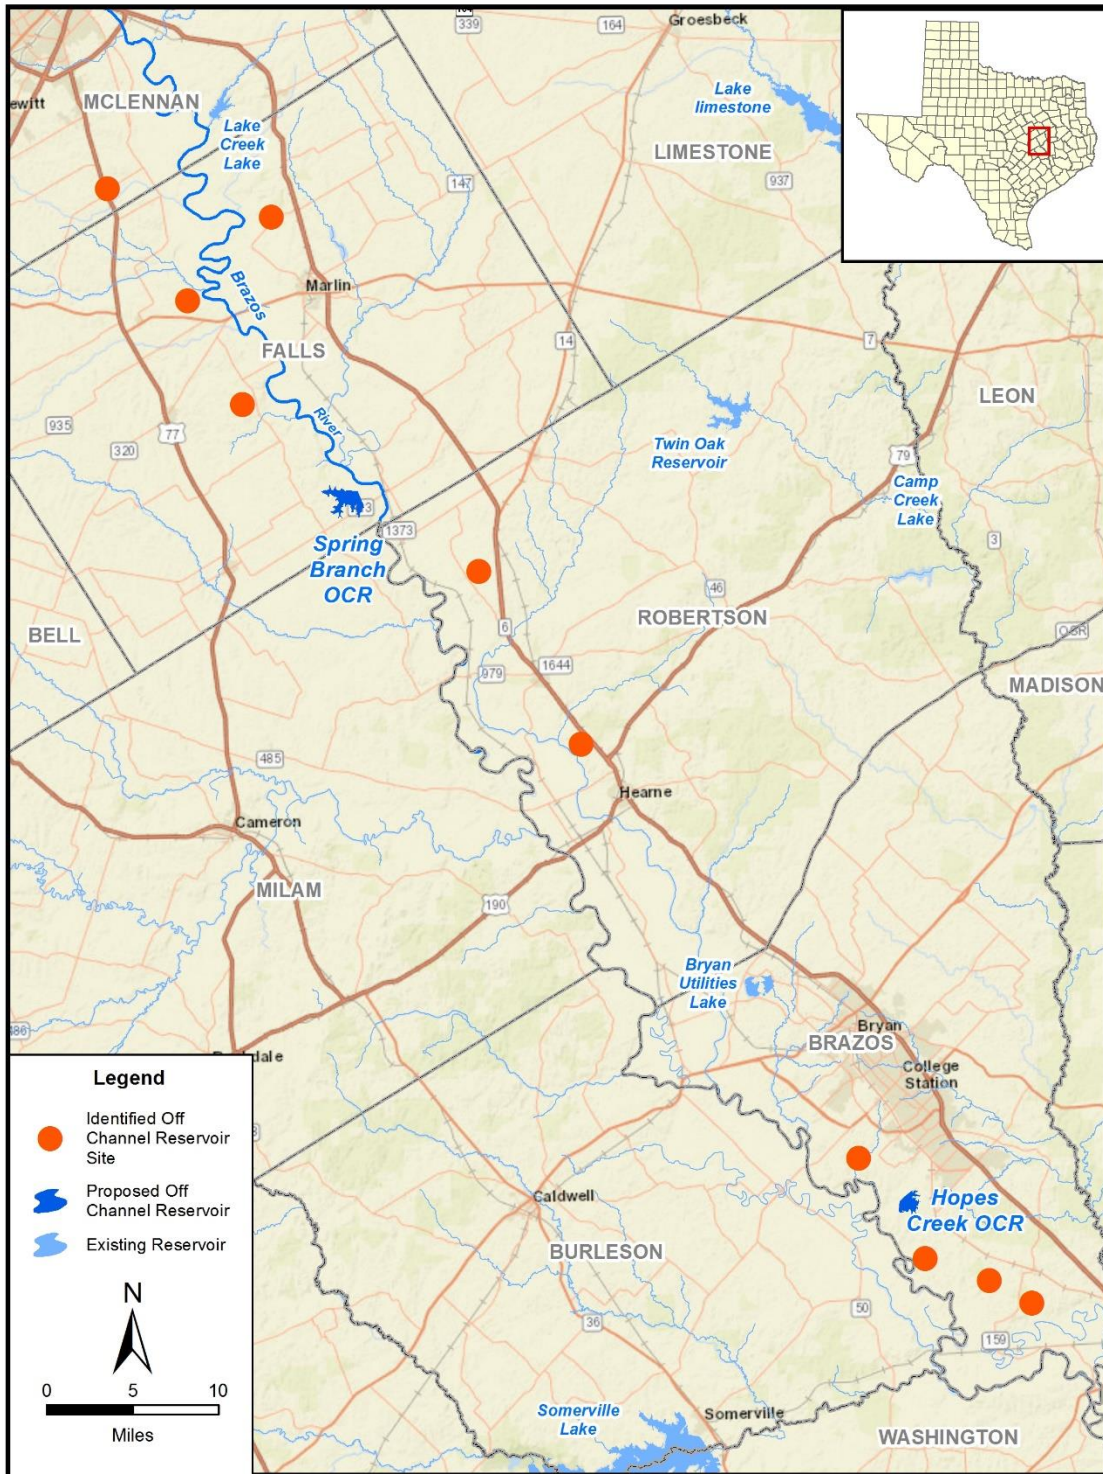 Groesbeck
339
164
ewitt
MCLENNAN
Lake
Creek
Lake
Lake
limestone
LIMESTONE
147
937
Brazos
Marlin
FALLS
14
7
LEON
River
935
77
320
Twin Oak
Reservoir
79
Camp
Creek
Lake
1373
3
Spring
Branch
OCR
46
ROBERTSON
BELL
6
OSR
1644
979
MADISON
485
Hearne
Cameron
MILAM
190
Bryan
Utilities
Lake
Bryan
BRAZOS
College
Station
486
dale
Legend
Identified Off
Channel Reservoir
Site
Proposed Off
Channel Reservoir
Existing Reservoir
N
0 5 10
Miles
Caldwell
BURLESON
Hopes
Creek OCR
50
36
159
Somerville
Lake
Somerville
WASHINGTON